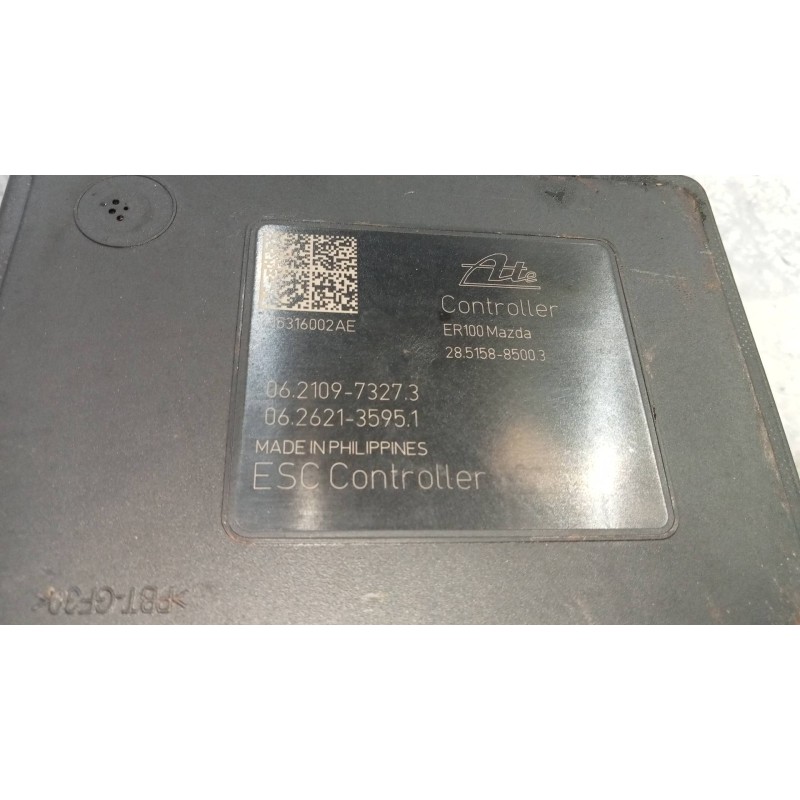 Ate
Controller
ER100 Mazda
28.5158-8500.3
06.2109-7327.3
06.2621-3595.1
MADE IN PHILIPPINES
ESC Controller
>PBT-GF30<